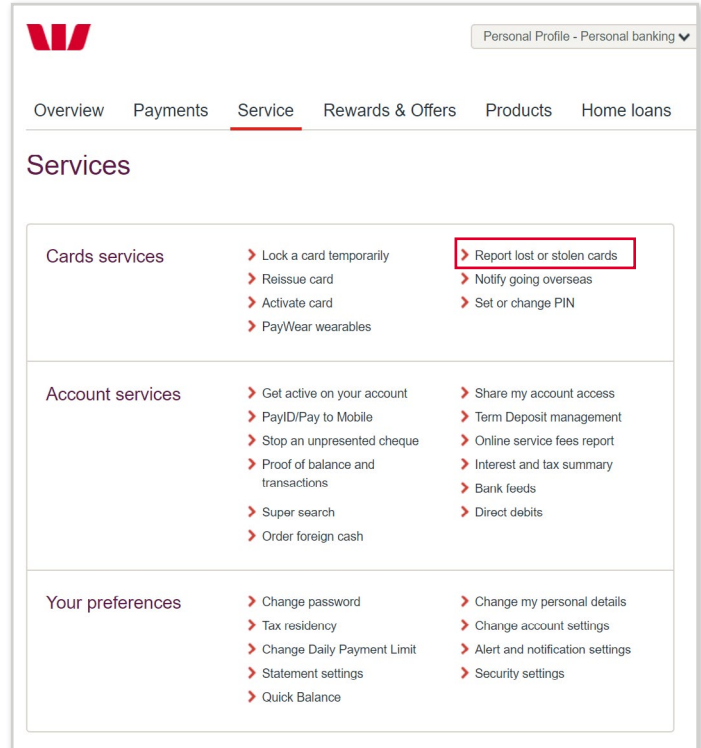 Personal Profile - Personal banking
Overview Payments Service Rewards & Offers Products Home loans
Services
Cards services
Lock a card temporarily
Reissue card
Activate card
PayWear wearables
Report lost or stolen cards
Notify going overseas
Set or change PIN
Account services
Get active on your account
PayID/Pay to Mobile
Stop an unpresented cheque
Proof of balance and
transactions
Super search
Order foreign cash
Share my account access
Term Deposit management
Online service fees report
Interest and tax summary
Bank feeds
Direct debits
Your preferences
Change password
Tax residency
Change Daily Payment Limit
Statement settings
Quick Balance
Change my personal details
Change account settings
Alert and notification settings
Security settings